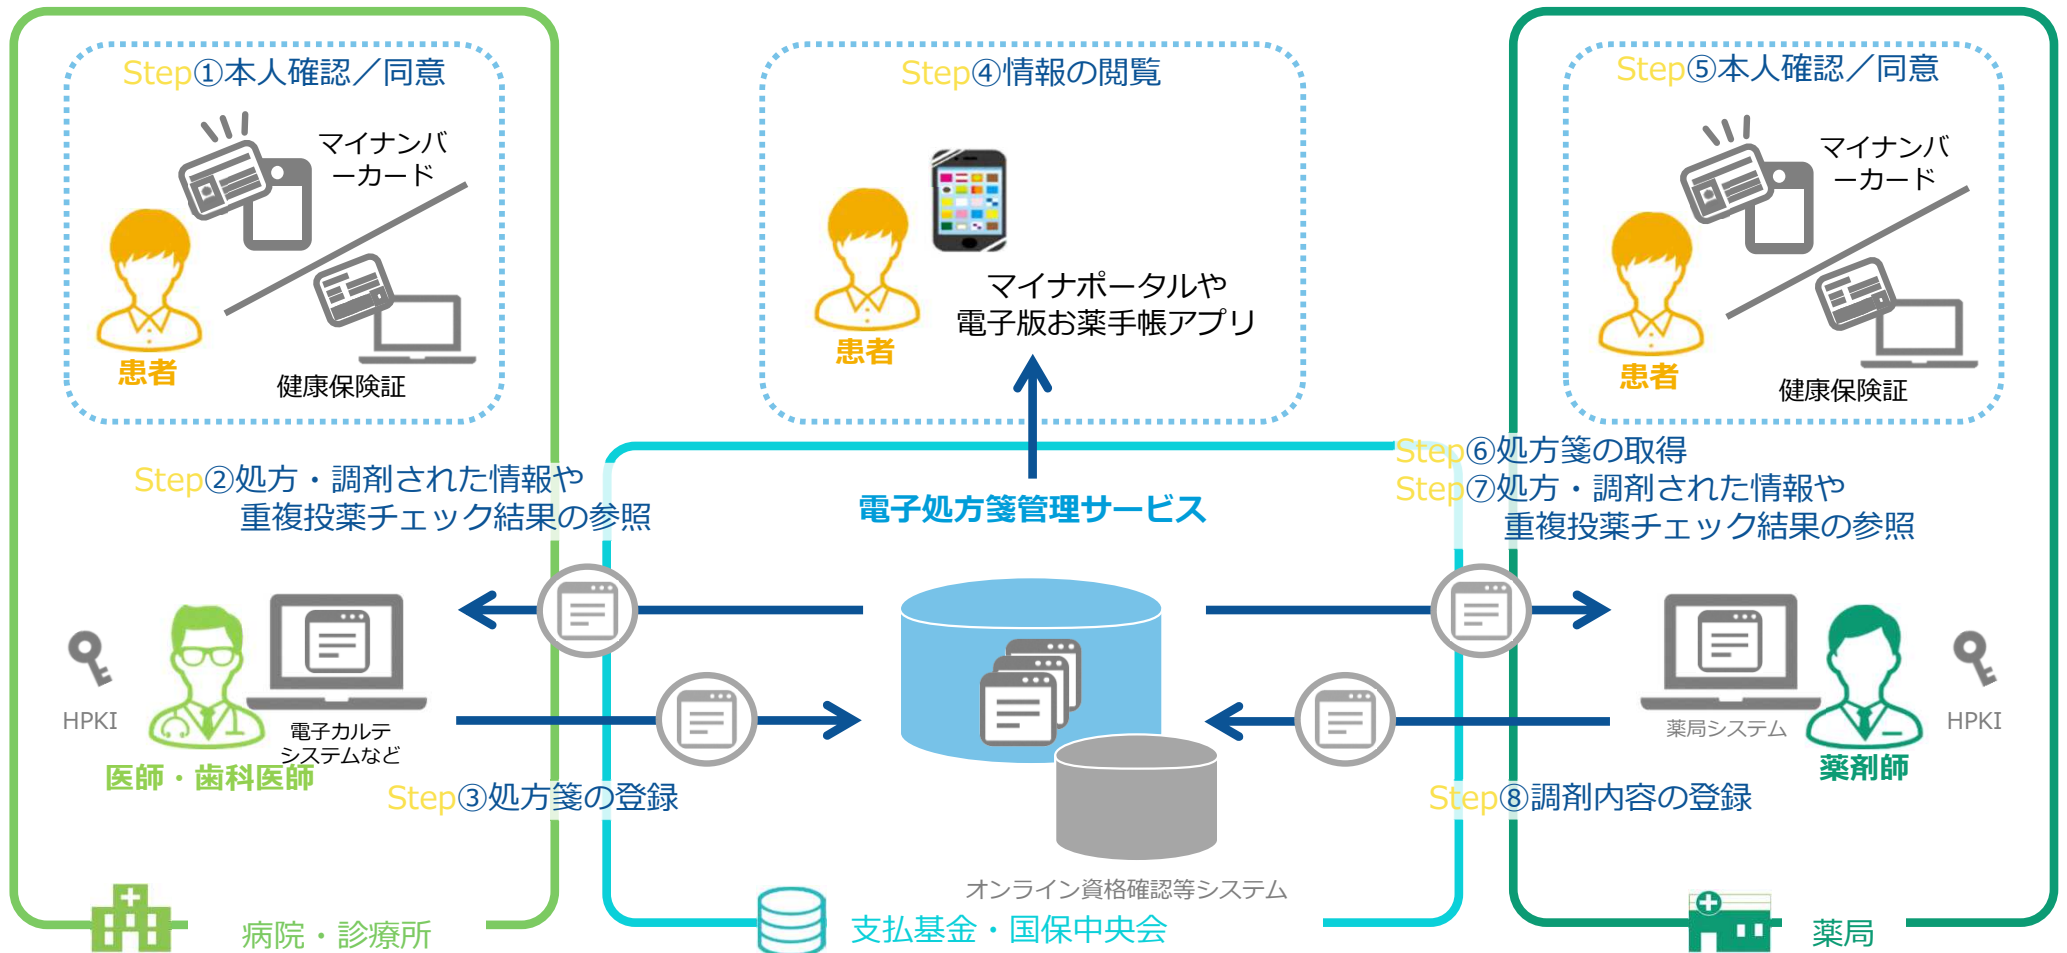 Step①本人確認／同意
マイナンバ
ーカード
患者
健康保険証
Step②処方・調剤された情報や
重複投薬チェック結果の参照
HPKI
電子カルテ
システムなど
医師・歯科医師
Step③処方箋の登録
病院・診療所
Step④情報の閲覧
マイナポータルや
電子版お薬手帳アプリ
患者
電子処方箋管理サービス
オンライン資格確認等システム
支払基金・国保中央会
Step⑤本人確認／同意
マイナンバ
ーカード
患者
健康保険証
Step⑥処方箋の取得
Step⑦処方・調剤された情報や
重複投薬チェック結果の参照
薬局システム
HPKI
薬剤師
Step⑧調剤内容の登録
薬局